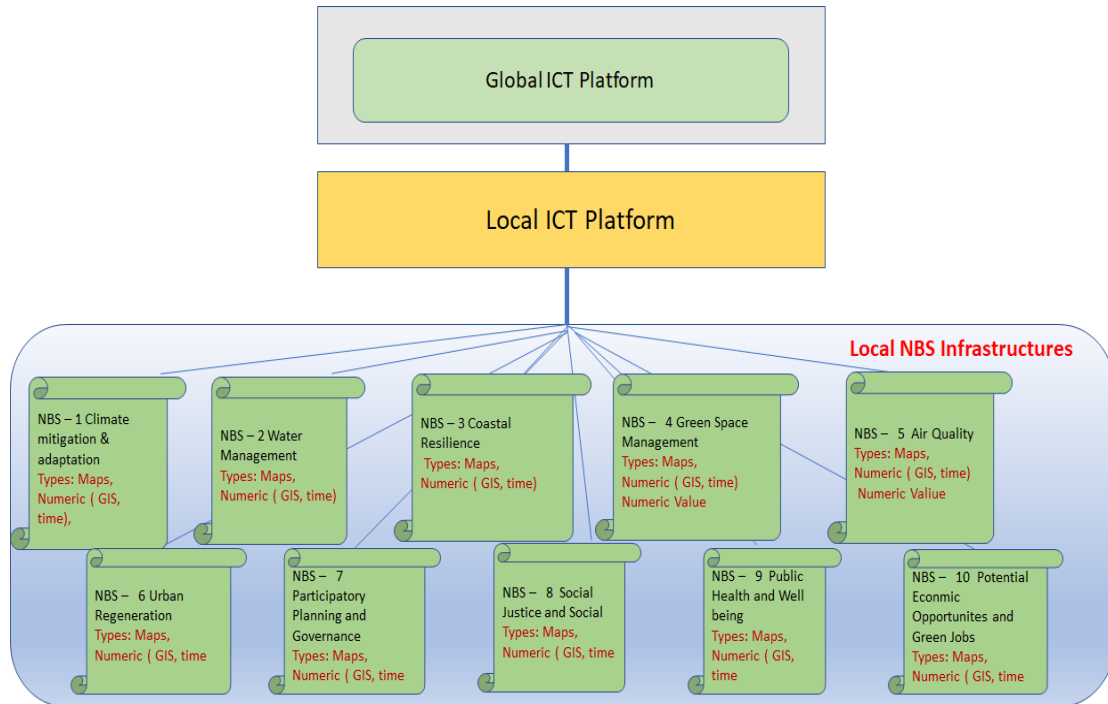 Global ICT Platform
Local ICT Platform
Local NBS Infrastructures
NBS – 1 Climate
mitigation &
adaptation
Types: Maps,
Numeric ( GIS,
time),
NBS – 2 Water
Management
Types: Maps,
Numeric ( GIS, time)
NBS – 3 Coastal
Resilience
Types: Maps,
Numeric ( GIS, time)
NBS – 4 Green Space
Management
Types: Maps,
Numeric ( GIS, time)
Numeric Value
NBS – 5 Air Quality
Types: Maps,
Numeric ( GIS, time)
Numeric Valiue
NBS – 6 Urban
Regeneration
Types: Maps,
Numeric ( GIS, time
NBS – 7
Participatory
Planning and
Governance
Types: Maps,
Numeric ( GIS, time
NBS – 8 Social
Justice and Social
Types: Maps,
Numeric ( GIS, time
NBS – 9 Public
Health and Well
being
Types: Maps,
Numeric ( GIS,
time
NBS – 10 Potential
Econmic
Opportunites and
Green Jobs
Types: Maps,
Numeric ( GIS, time